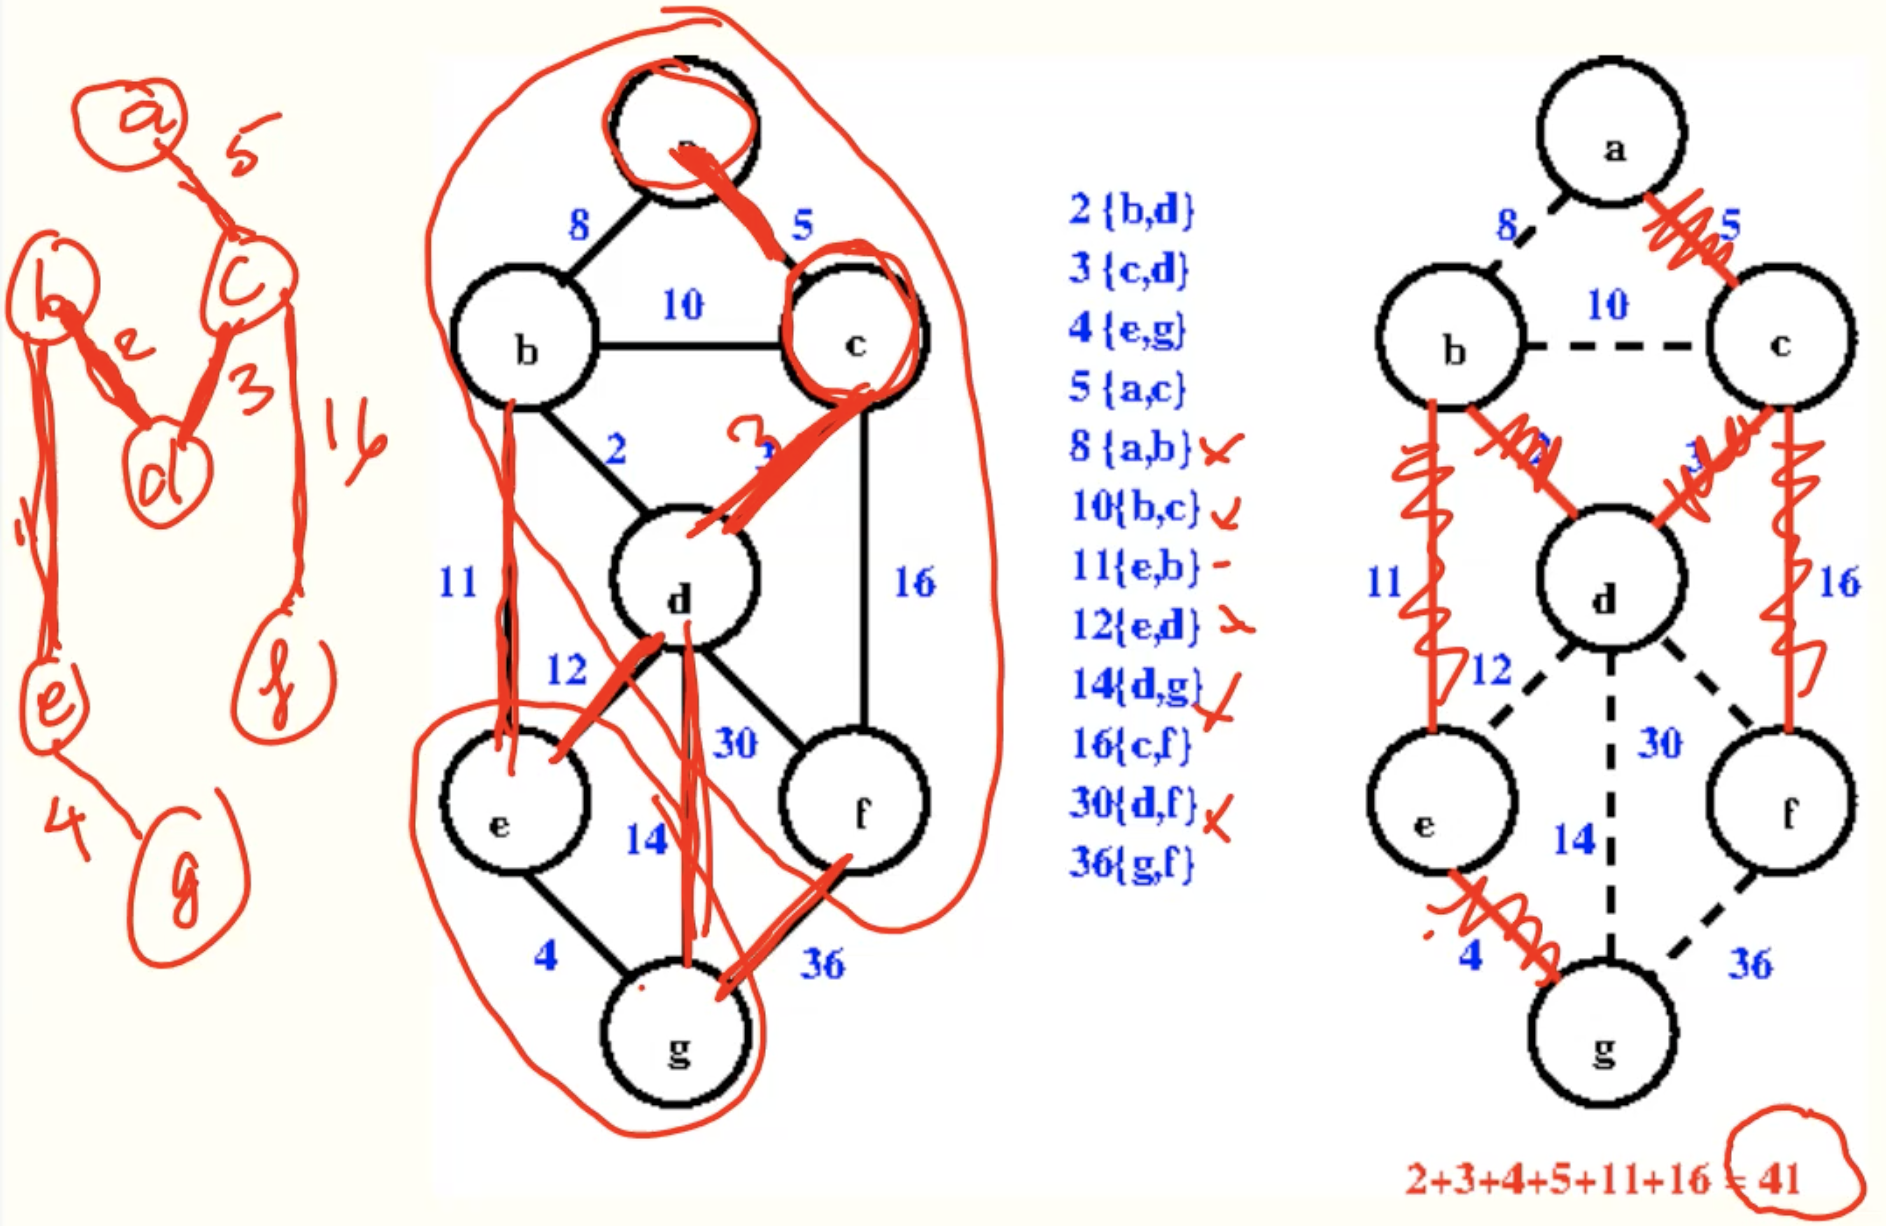 a
5
b
c
2
3
16
d
11
e
f
4
g
8
5
10
b
c
2
3
11
d
16
12
30
e
14
f
4
36
g
2 {b,d}
3 {c,d}
4 {e,g}
5 {a,c}
8 {a,b}
10{b,c}
11{e,b}
12{e,d}
14{d,g}
16{c,f}
30{d,f}
36{g,f}
a
8
5
10
b
c
2
3
11
d
16
12
30
e
14
f
4
36
g
2+3+4+5+11+16 = 41